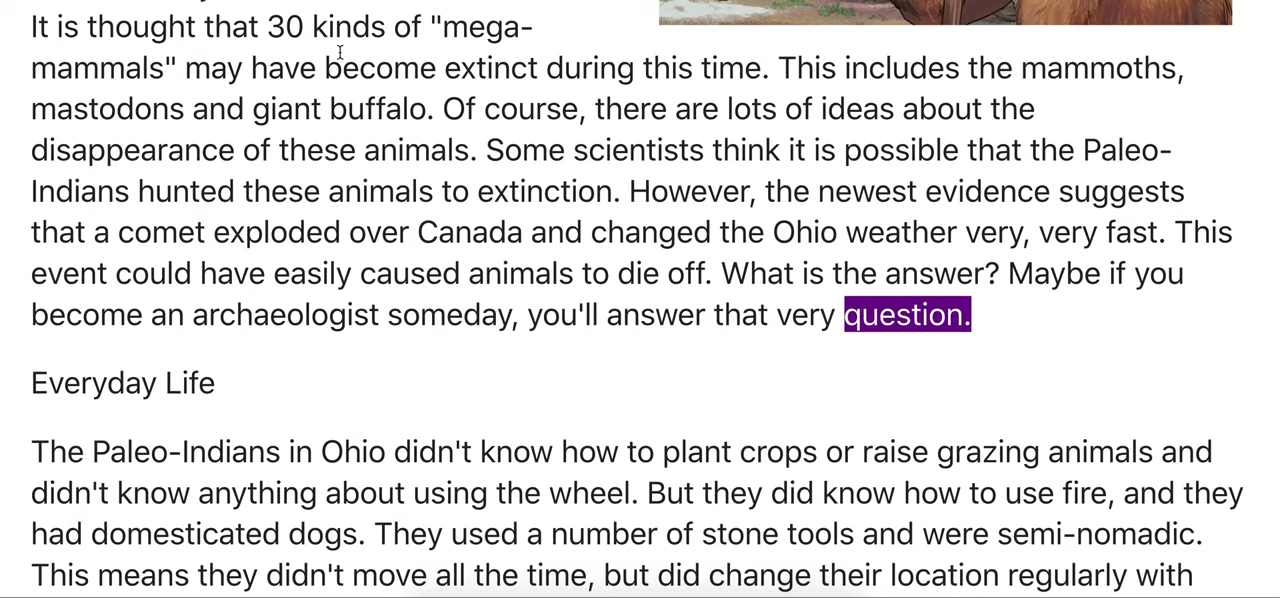 It is thought that 30 kinds of "mega-
mammals" may have become extinct during this time. This includes the mammoths,
mastodons and giant buffalo. Of course, there are lots of ideas about the
disappearance of these animals. Some scientists think it is possible that the Paleo-
Indians hunted these animals to extinction. However, the newest evidence suggests
that a comet exploded over Canada and changed the Ohio weather very, very fast. This
event could have easily caused animals to die off. What is the answer? Maybe if you
become an archaeologist someday, you'll answer that very question.
Everyday Life
The Paleo-Indians in Ohio didn't know how to plant crops or raise grazing animals and
didn't know anything about using the wheel. But they did know how to use fire, and they
had domesticated dogs. They used a number of stone tools and were semi-nomadic.
This means they didn't move all the time, but did change their location regularly with